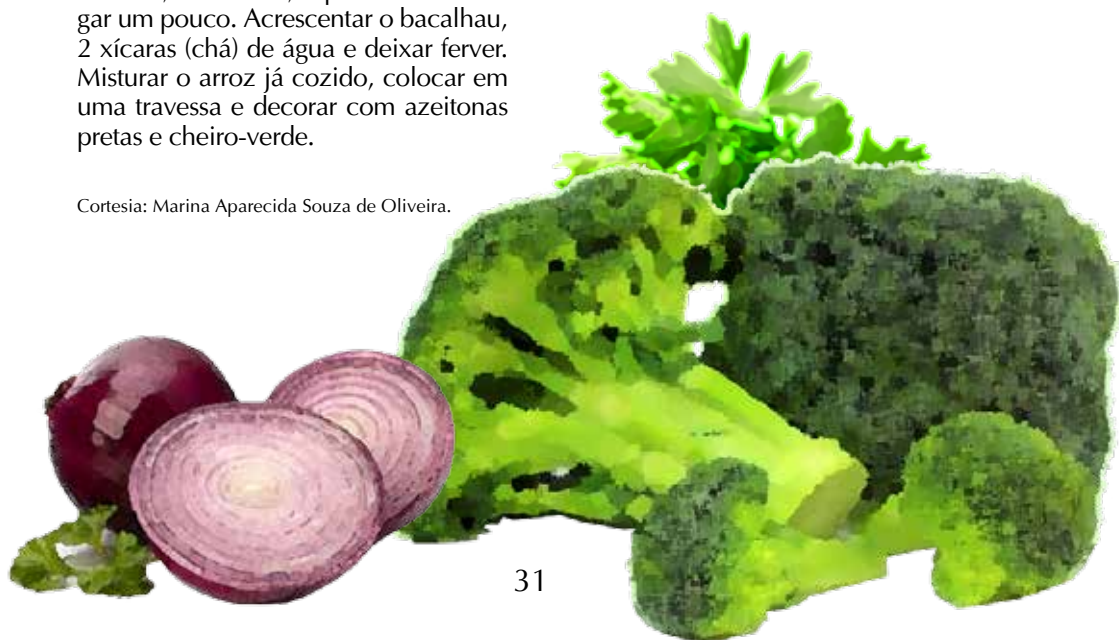 gar um pouco. Acrescentar o bacalhau,
2 xícaras (chá) de água e deixar ferver.
Misturar o arroz já cozido, colocar em
uma travessa e decorar com azeitonas
pretas e cheiro-verde.
Cortesia: Marina Aparecida Souza de Oliveira.
31